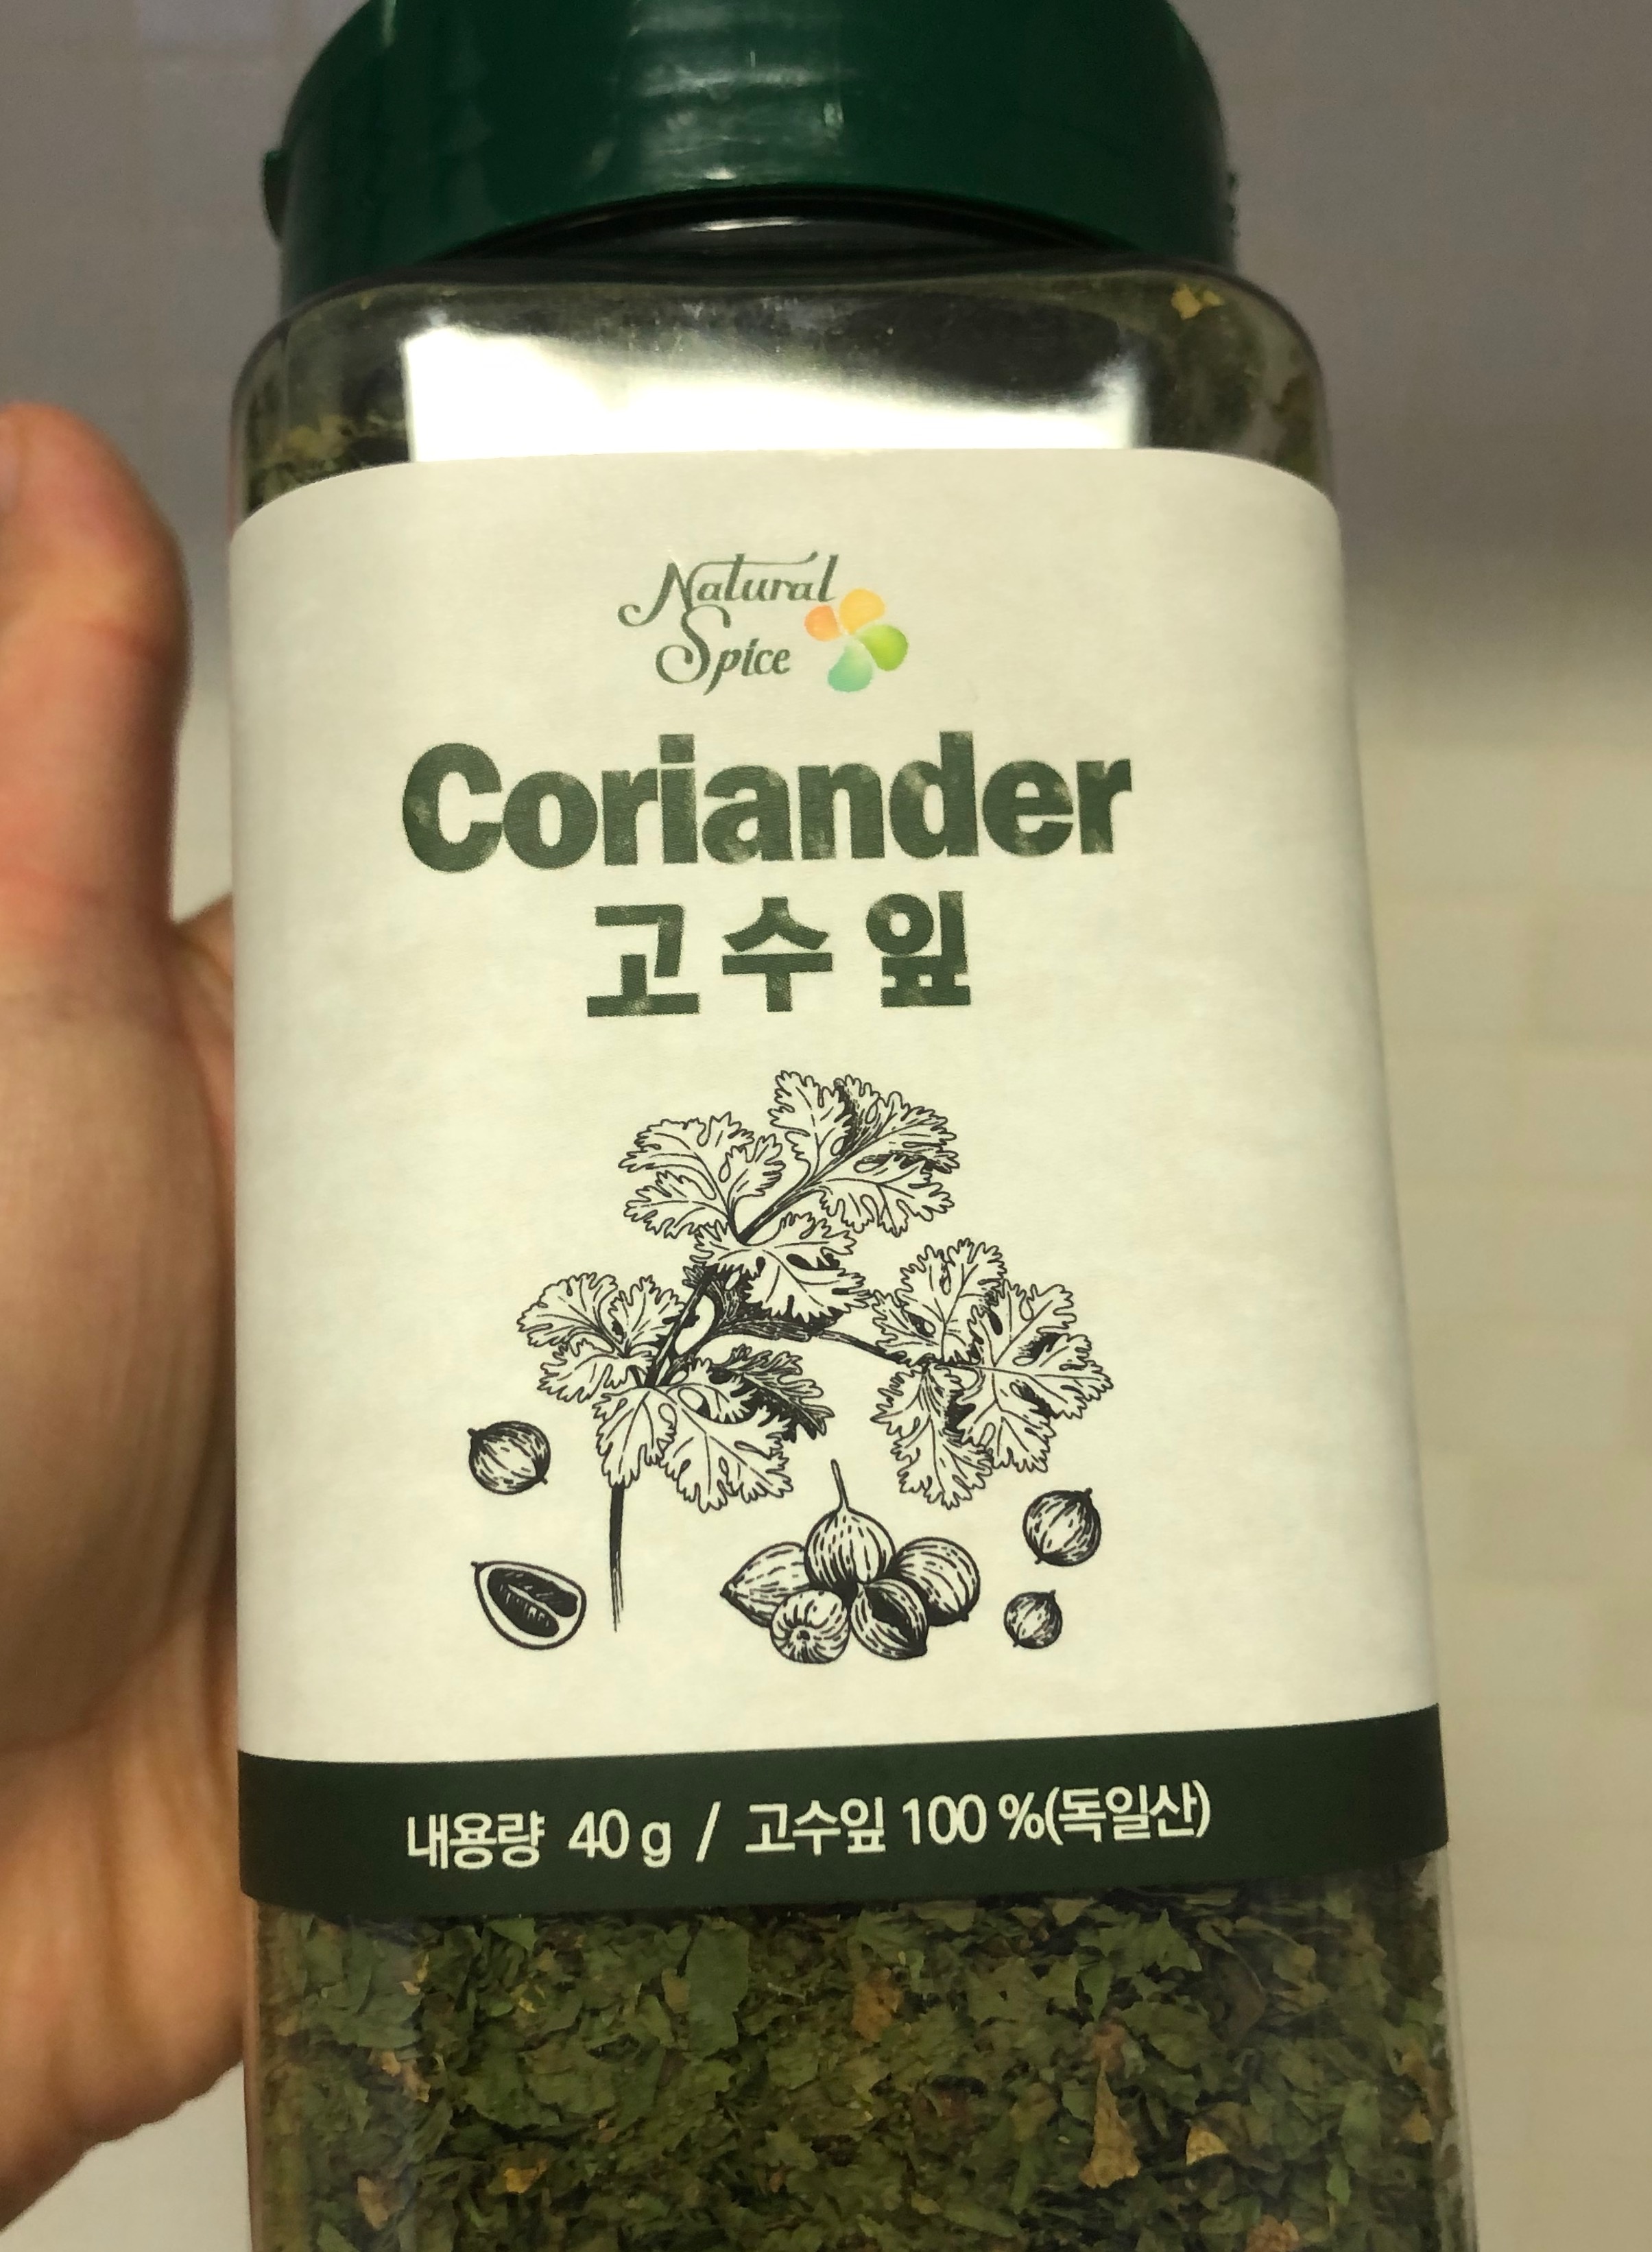 Natural
Spice
Coriander
고수잎
내용량 40 g / 고수잎 100 %(독일산)